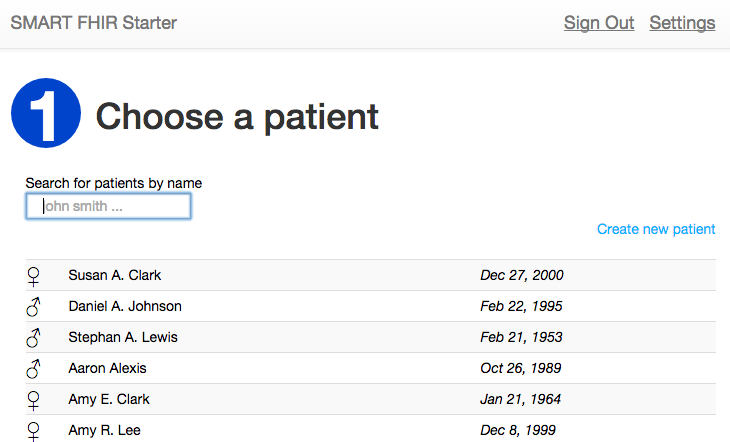 SMART FHIR Starter Sign Out Settings
1 Choose a patient
Search for patients by name
john smith ...
Create new patient
♀ Susan A. Clark Dec 27, 2000
♂ Daniel A. Johnson Feb 22, 1995
♂ Stephan A. Lewis Feb 21, 1953
♂ Aaron Alexis Oct 26, 1989
♀ Amy E. Clark Jan 21, 1964
♀ Amy R. Lee Dec 8, 1999